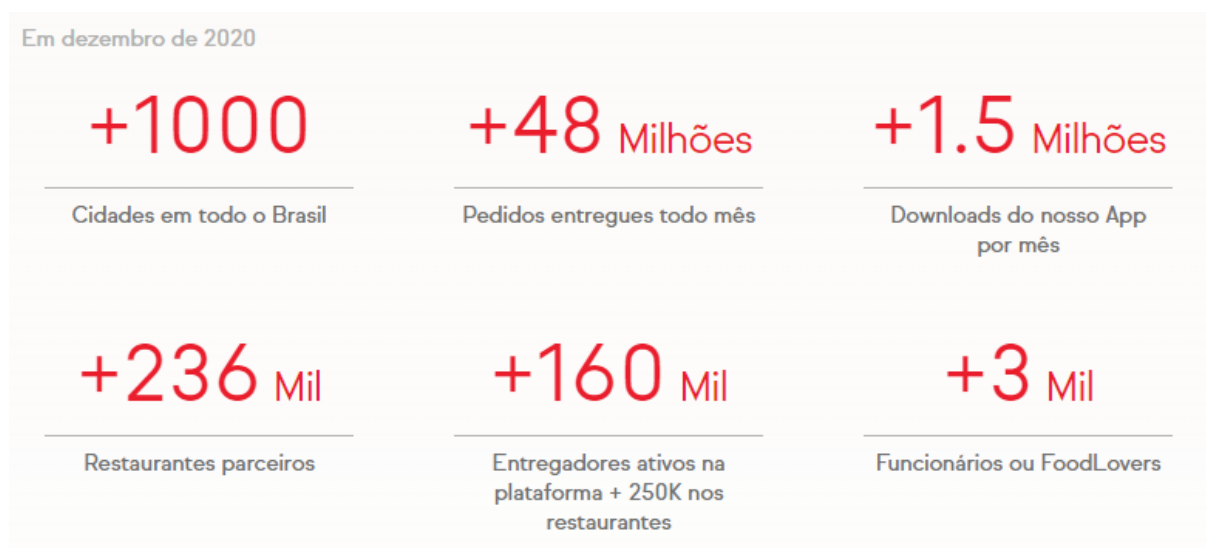 Em dezembro de 2020
+1000
Cidades em todo o Brasil
+48 Milhões
Pedidos entregues todo mês
+1.5 Milhões
Downloads do nosso App
por mês
+236 Mil
Restaurantes parceiros
+160 Mil
Entregadores ativos na
plataforma + 250K nos
restaurantes
+3 Mil
Funcionários ou FoodLovers